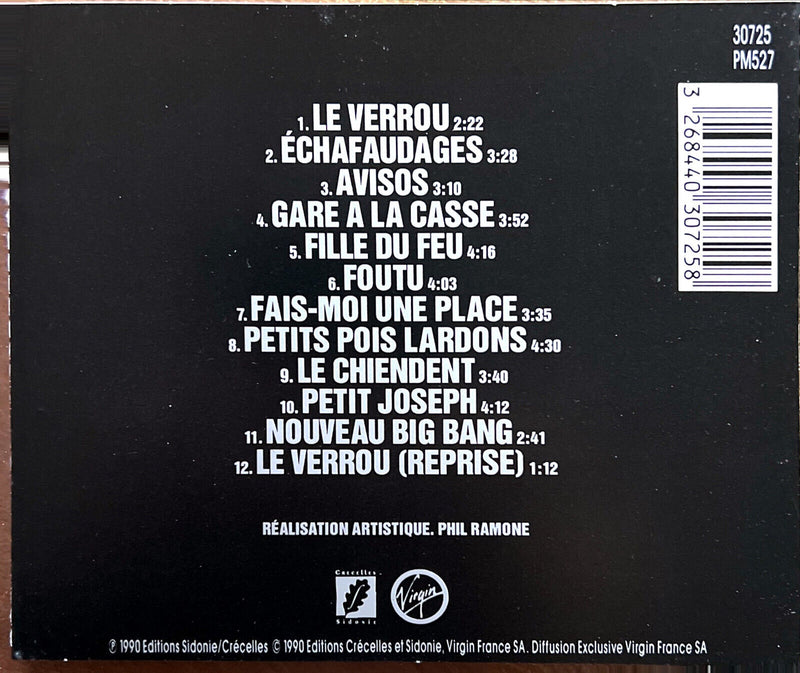 30725
PM527
3 268440 307258
1. LE VERROU 2:22
2. ÉCHAFAUDAGES 3:28
3. AVISOS 3:10
4. GARE A LA CASSE 3:52
5. FILLE DU FEU 4:16
6. FOUTU 4:03
7. FAIS-MOI UNE PLACE 3:35
8. PETITS POIS LARDONS 4:30
9. LE CHIENDENT 3:40
10. PETIT JOSEPH 4:12
11. NOUVEAU BIG BANG 2:41
12. LE VERROU (REPRISE) 1:12
RÉALISATION ARTISTIQUE. PHIL RAMONE
Crecelles
Sidonie
Virgin
℗ 1990 Editions Sidonie/Crécelles © 1990 Editions Crécelles et Sidonie, Virgin France SA. Diffusion Exclusive Virgin France SA